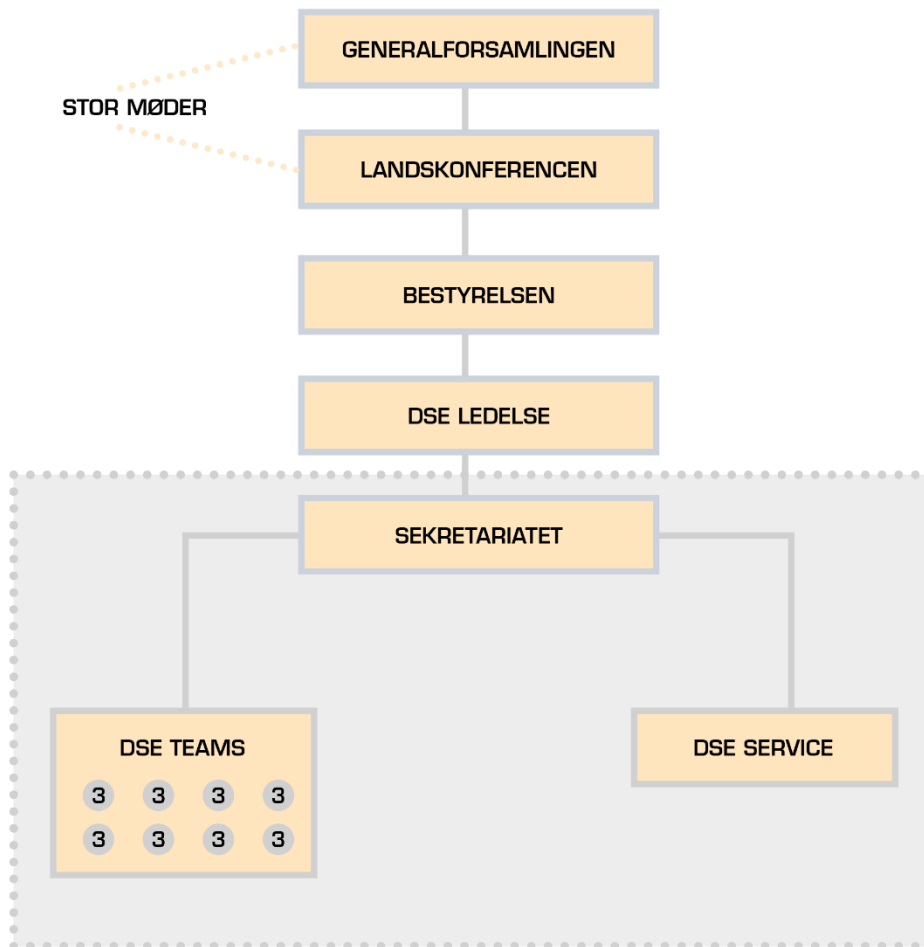 GENERALFORSAMLINGEN
STOR MØDER
LANDSKONFERENCEN
BESTYRELSEN
DSE LEDELSE
SEKRETARIATET
DSE TEAMS
3 3 3 3
3 3 3 3
DSE SERVICE